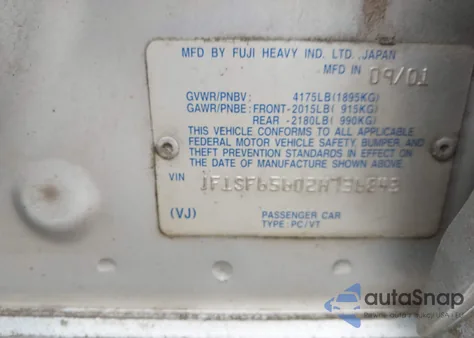 MFD BY FUJI HEAVY IND. LTD. JAPAN
MFD IN 09/01
GVWR/PNBV: 4175LB(1895KG)
GAWR/PNBE: FRONT-2015LB( 915KG)
REAR -2180LB( 990KG)
THIS VEHICLE CONFORMS TO ALL APPLICABLE
FEDERAL MOTOR VEHICLE SAFETY, BUMPER, AND
THEFT PREVENTION STANDARDS IN EFFECT ON
THE DATE OF MANUFACTURE SHOWN ABOVE.
VIN
(VJ) PASSENGER CAR
TYPE: PC/VT
autoSnap